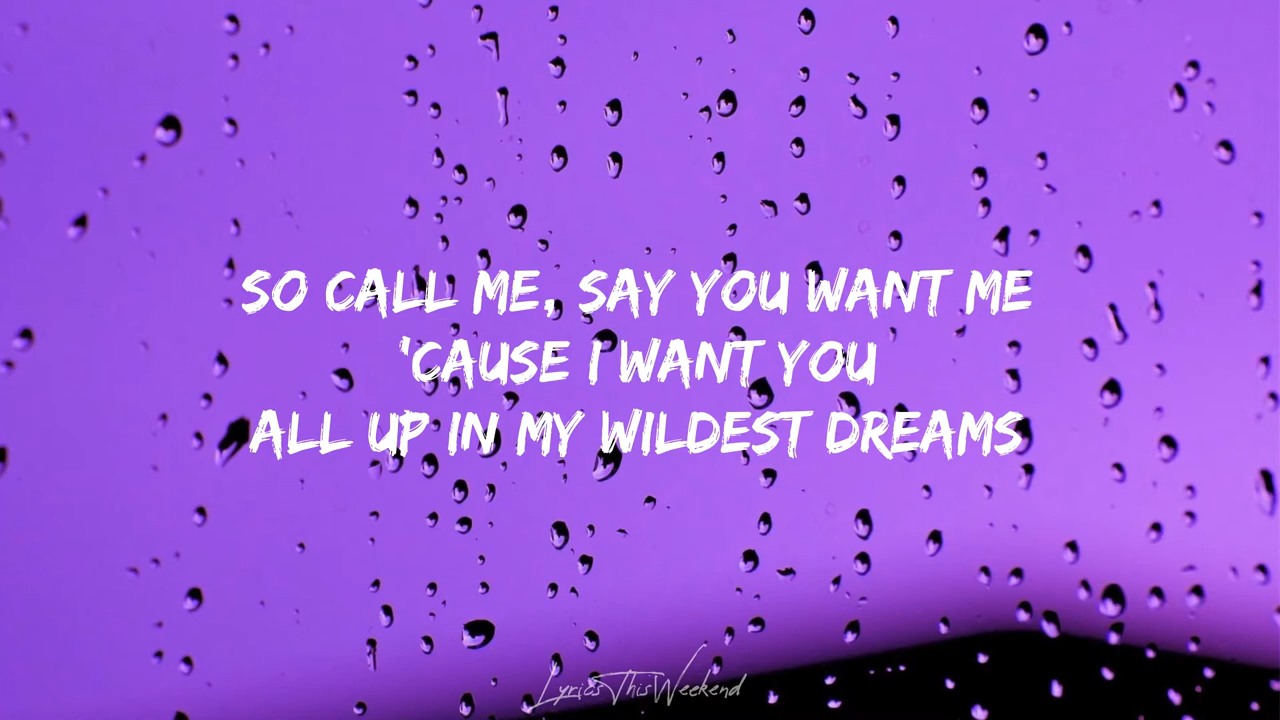 SO CALL ME, SAY YOU WANT ME
'CAUSE I WANT YOU
ALL UP IN MY WILDEST DREAMS
LyricsThisWeekend